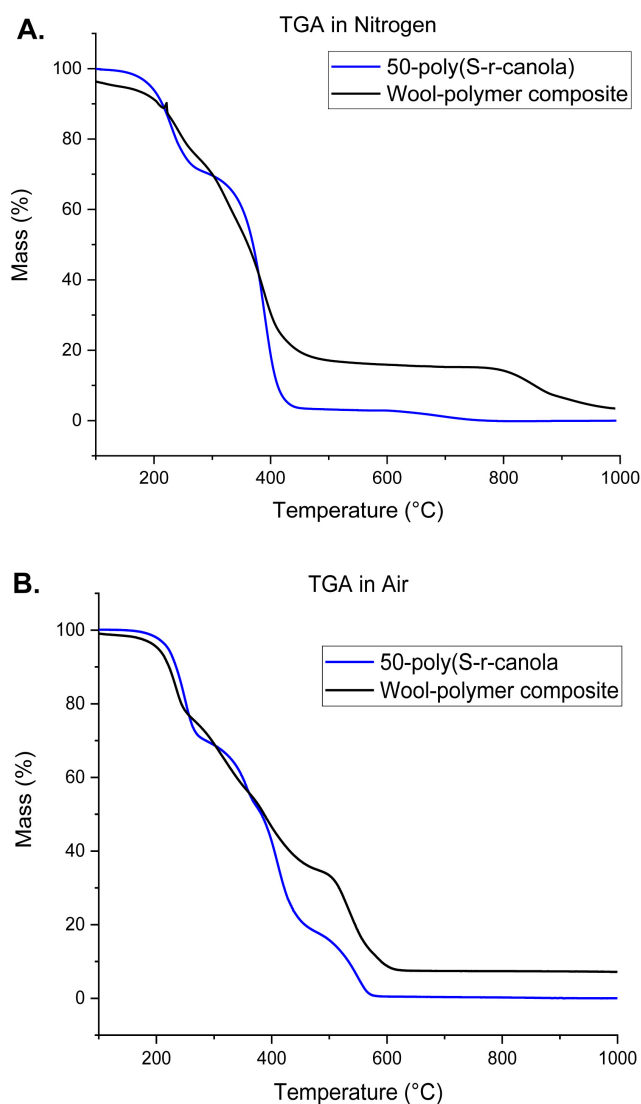 A.
TGA in Nitrogen
50-poly(S-r-canola)
Wool-polymer composite
100
80
60
40
20
0
Mass (%)
200
400
600
800
1000
Temperature (°C)
B.
TGA in Air
50-poly(S-r-canola
Wool-polymer composite
100
80
60
40
20
0
Mass (%)
200
400
600
800
1000
Temperature (°C)